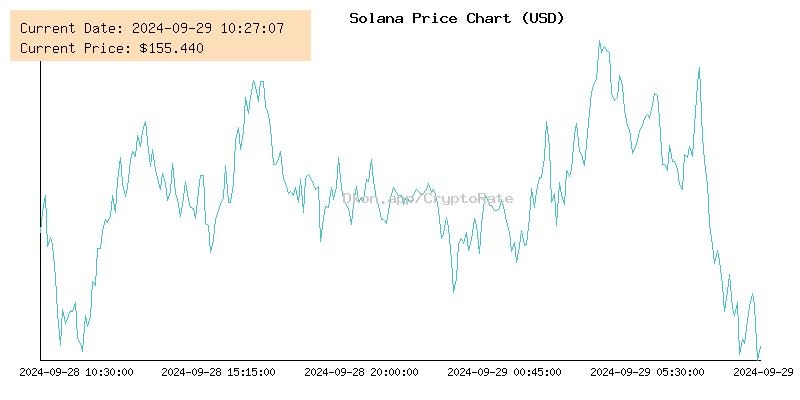 Solana Price Chart (USD)
Current Date: 2024-09-29 10:27:07
Current Price: $155.440
Dkon.app/CryptoRate
2024-09-28 10:30:00 2024-09-28 15:15:00 2024-09-28 20:00:00 2024-09-29 00:45:00 2024-09-29 05:30:00 2024-09-29